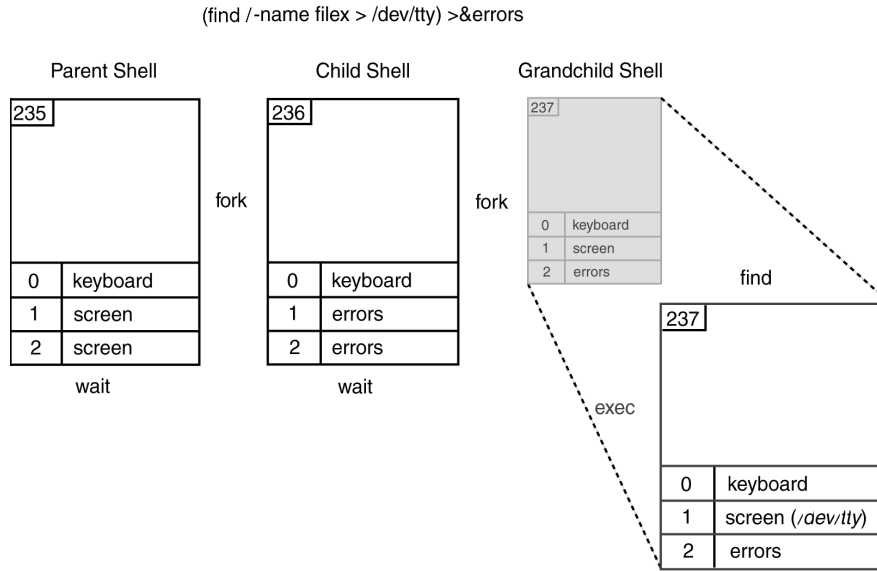 (find / -name filex > /dev/tty) >&errors
Parent Shell
Child Shell
Grandchild Shell
235
236
237
fork
fork
0 keyboard
1 screen
2 errors
0 keyboard
1 screen
2 screen
0 keyboard
1 errors
2 errors
find
237
wait
wait
exec
0 keyboard
1 screen (/dev/tty)
2 errors